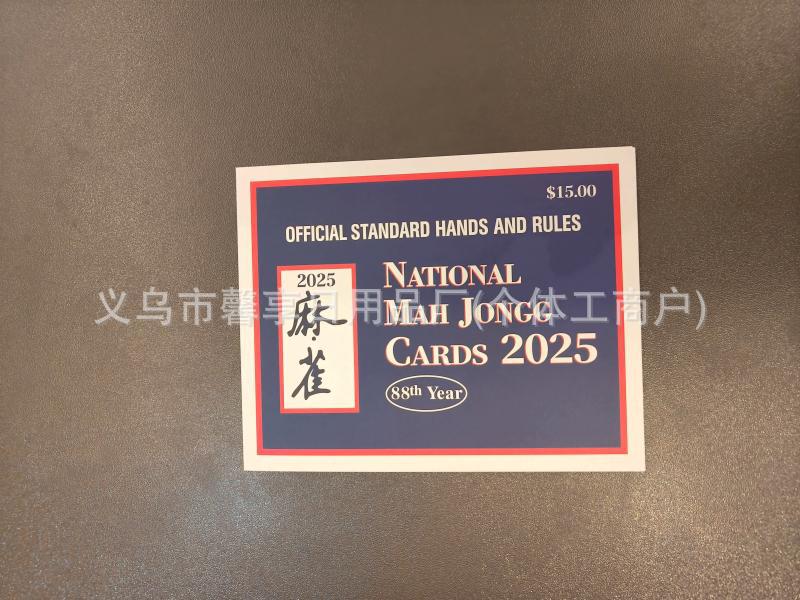 $15.00
OFFICIAL STANDARD HANDS AND RULES
2025
麻雀
NATIONAL
MAH JONGG
CARDS 2025
88th Year
义乌市馨享日用品厂(个体工商户)